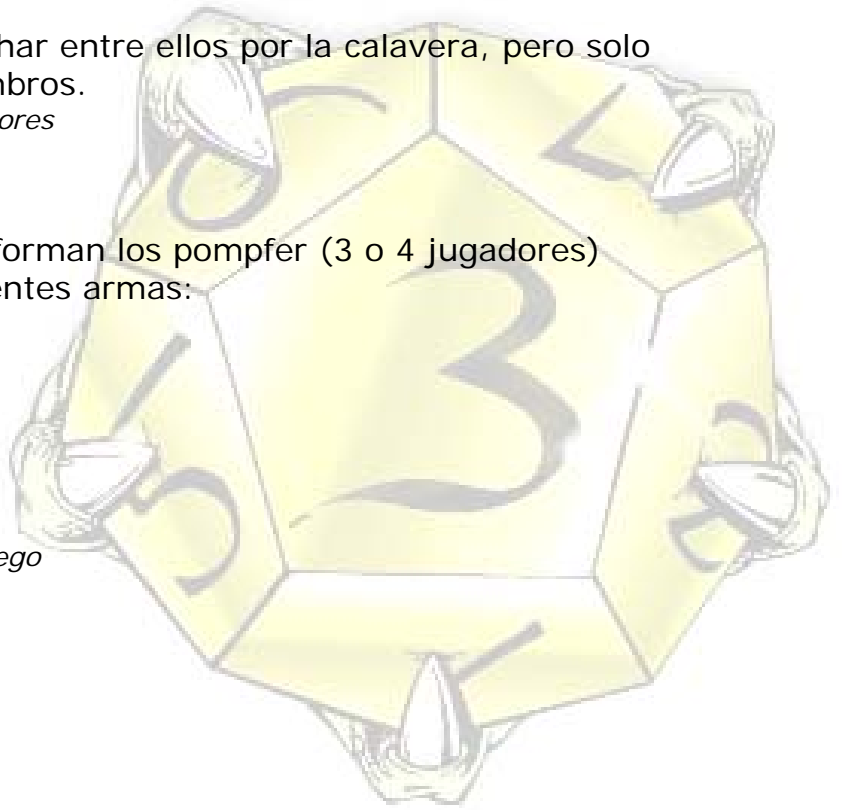 har entre ellos por la calavera, pero solo
nbros.
ores
forman los pompfer (3 o 4 jugadores)
entes armas:
ego
3